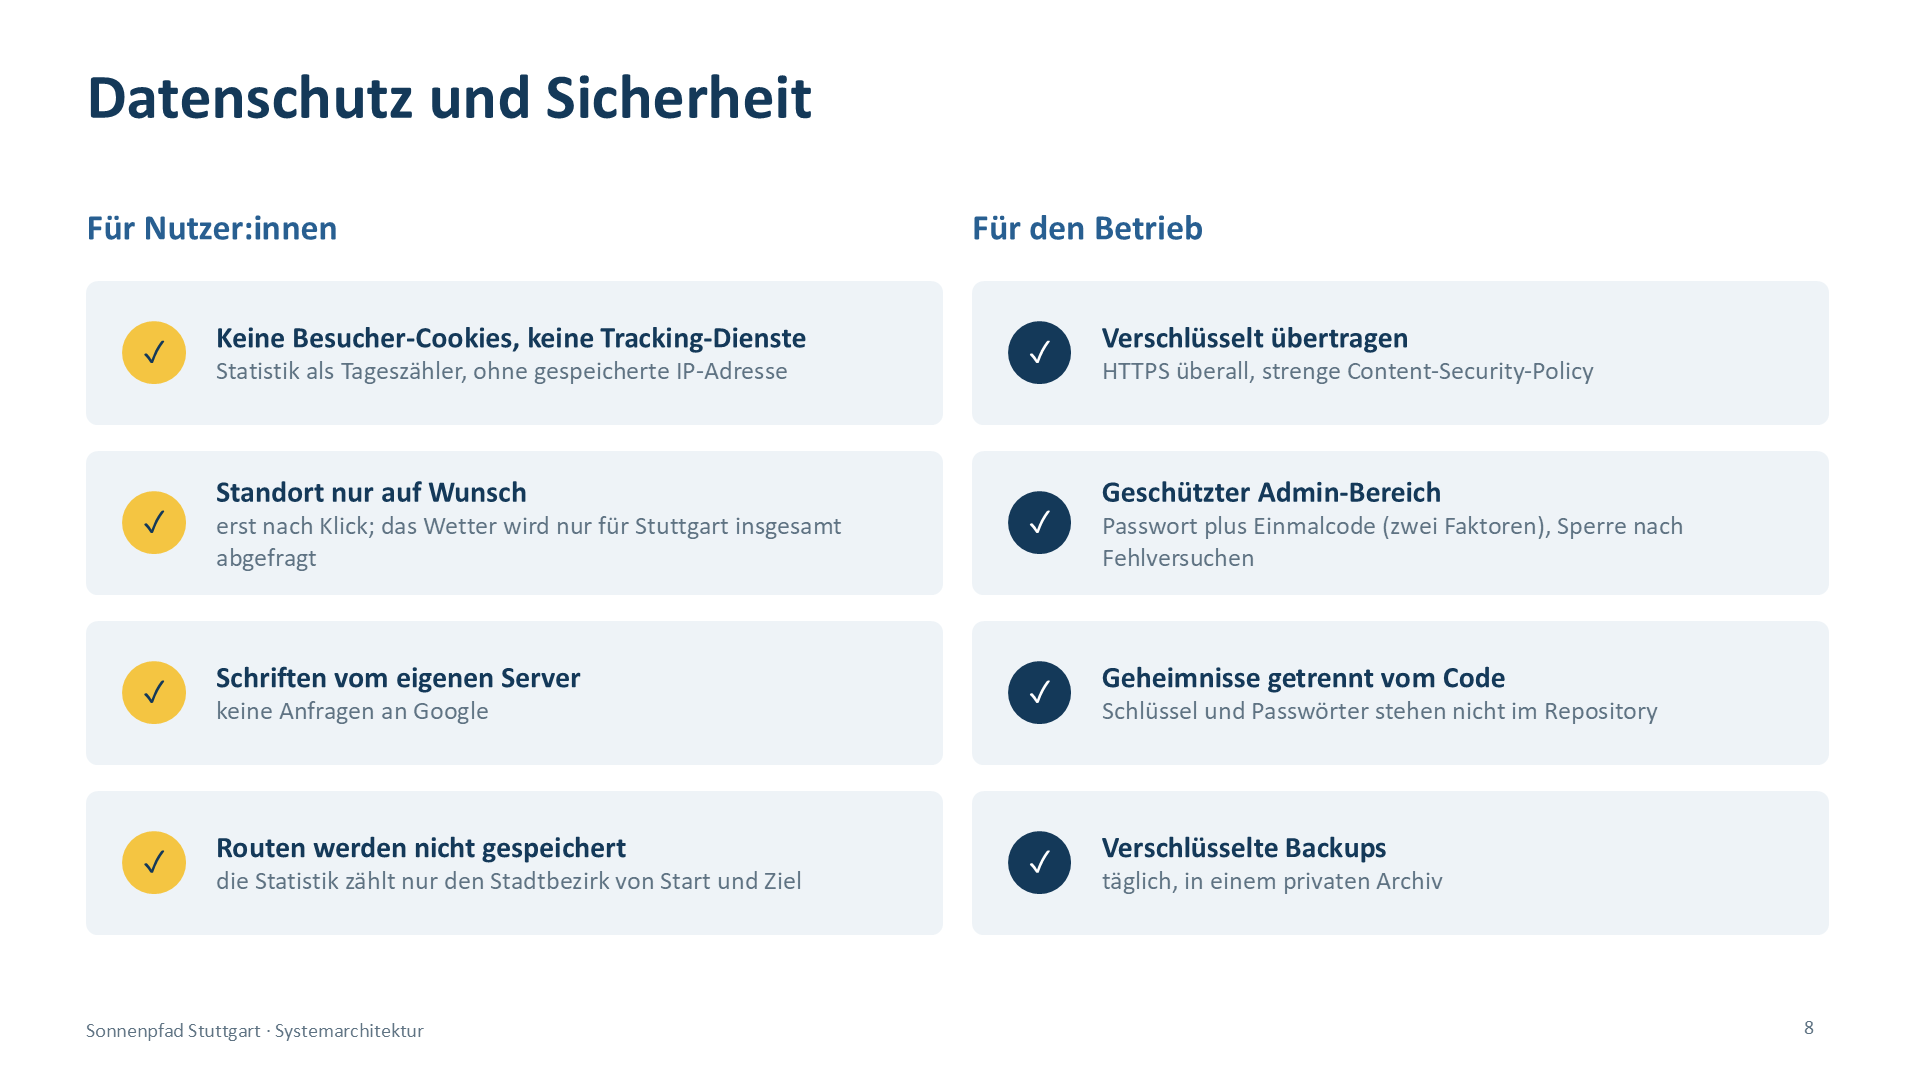 Datenschutz und Sicherheit
Für Nutzer:innen
✓
Keine Besucher-Cookies, keine Tracking-Dienste
Statistik als Tageszähler, ohne gespeicherte IP-Adresse
✓
Standort nur auf Wunsch
erst nach Klick; das Wetter wird nur für Stuttgart insgesamt
abgefragt
✓
Schriften vom eigenen Server
keine Anfragen an Google
✓
Routen werden nicht gespeichert
die Statistik zählt nur den Stadtbezirk von Start und Ziel
Für den Betrieb
✓
Verschlüsselt übertragen
HTTPS überall, strenge Content-Security-Policy
✓
Geschützter Admin-Bereich
Passwort plus Einmalcode (zwei Faktoren), Sperre nach
Fehlversuchen
✓
Geheimnisse getrennt vom Code
Schlüssel und Passwörter stehen nicht im Repository
✓
Verschlüsselte Backups
täglich, in einem privaten Archiv
Sonnenpfad Stuttgart · Systemarchitektur
8